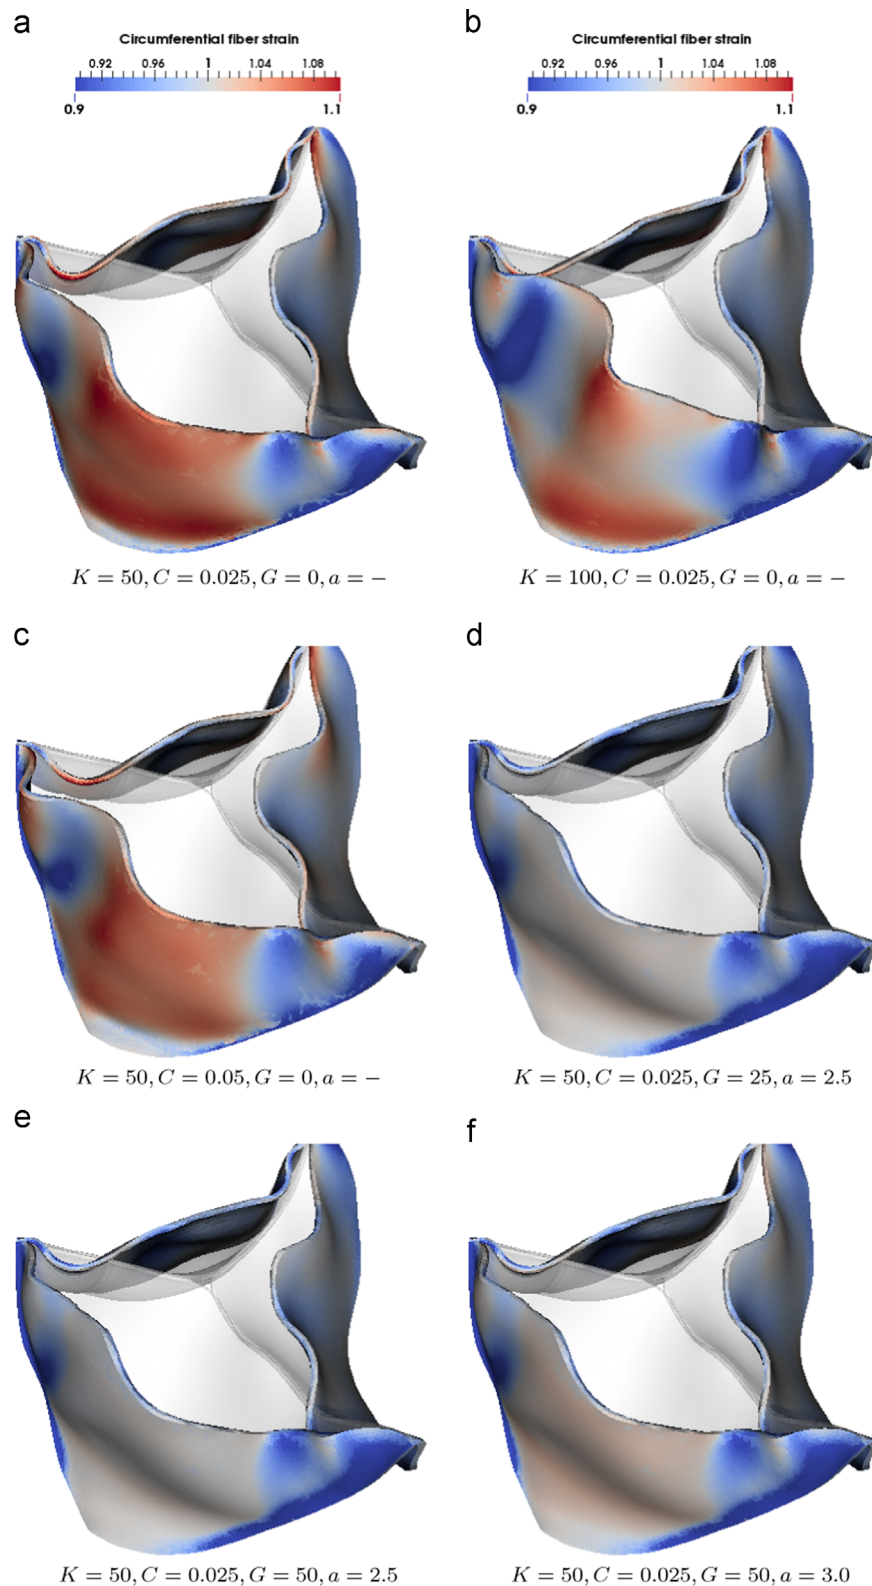 a
Circumferential fiber strain
0.92 0.96 1 1.04 1.08
0.9 1.1
K = 50, C = 0.025, G = 0, a = −
b
Circumferential fiber strain
0.92 0.96 1 1.04 1.08
0.9 1.1
K = 100, C = 0.025, G = 0, a = −
c
K = 50, C = 0.05, G = 0, a = −
d
K = 50, C = 0.025, G = 25, a = 2.5
e
K = 50, C = 0.025, G = 50, a = 2.5
f
K = 50, C = 0.025, G = 50, a = 3.0